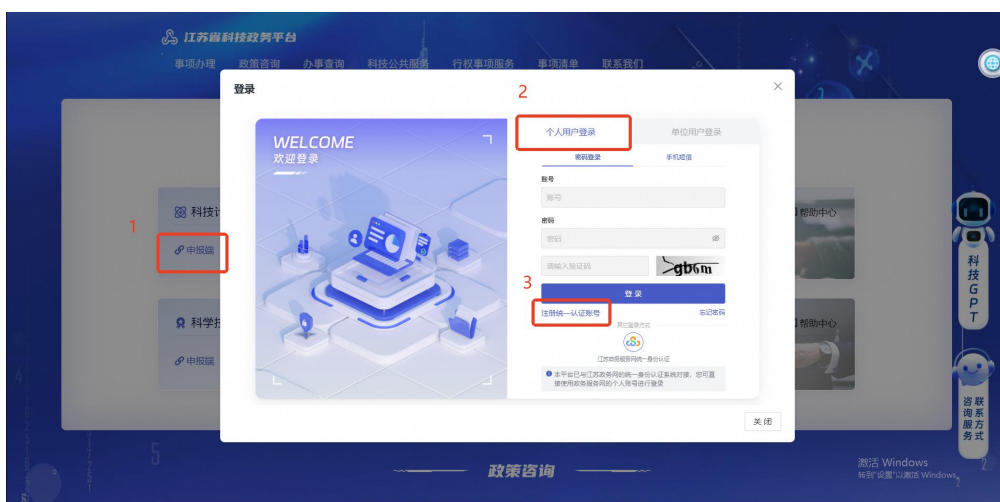 江苏省科技政务平台
事项办理 政策咨询 办事查询 科技公共服务 行权事项服务 事项清单 联系我们
登录
2
个人用户登录 单位用户登录
WELCOME
欢迎登录
密码登录 手机短信
账号
账号
密码
密码
请输入验证码
>gb6m
3
登 录
注册统一认证账号 忘记密码
其它登录方式
江苏政务服务网统一身份认证
本平台已与江苏政务网的统一身份认证系统对接，您可直
接使用政务服务网的个人账号进行登录
关闭
1
科技计
申报端
帮助中心
科学技
申报端
帮助中心
科技GPT
联系方式
咨询服务
政策咨询
激活 Windows
转到"设置"以激活 Windows。